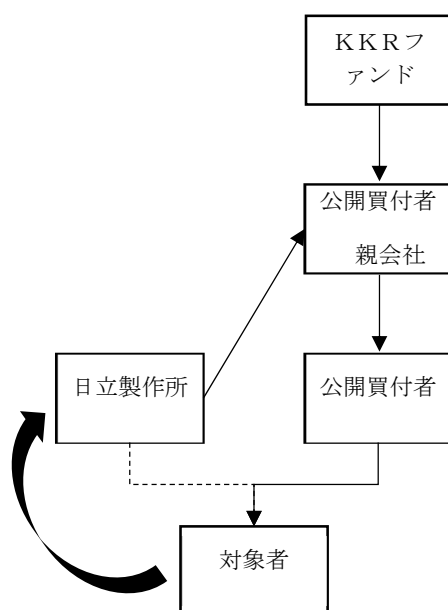 ＫＫＲフ
ァンド
公開買付者
親会社
日立製作所
公開買付者
対象者